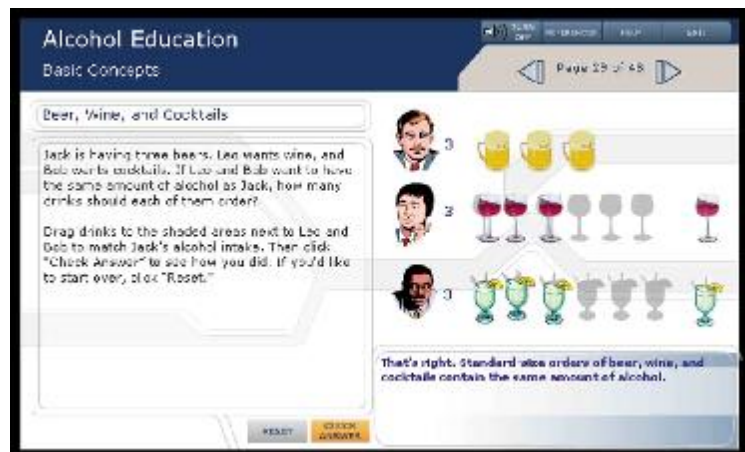 Alcohol Education
TURN
OFF
REFERENCES
HELP
EXIT
Basic Concepts
Page 29 of 48
Beer, Wine, and Cocktails
Jack is having three beers. Leo wants wine, and
Bob wants cocktails. If Leo and Bob want to have
the same amount of alcohol as Jack, how many
drinks should each of them order?
Drag drinks to the shaded areas next to Leo and
Bob to match Jack's alcohol intake. Then click
"Check Answer" to see how you did. If you'd like
to start over, click "Reset."
3
3
3
That's right. Standard-size orders of beer, wine, and
cocktails contain the same amount of alcohol.
RESET
CHECK
ANSWER